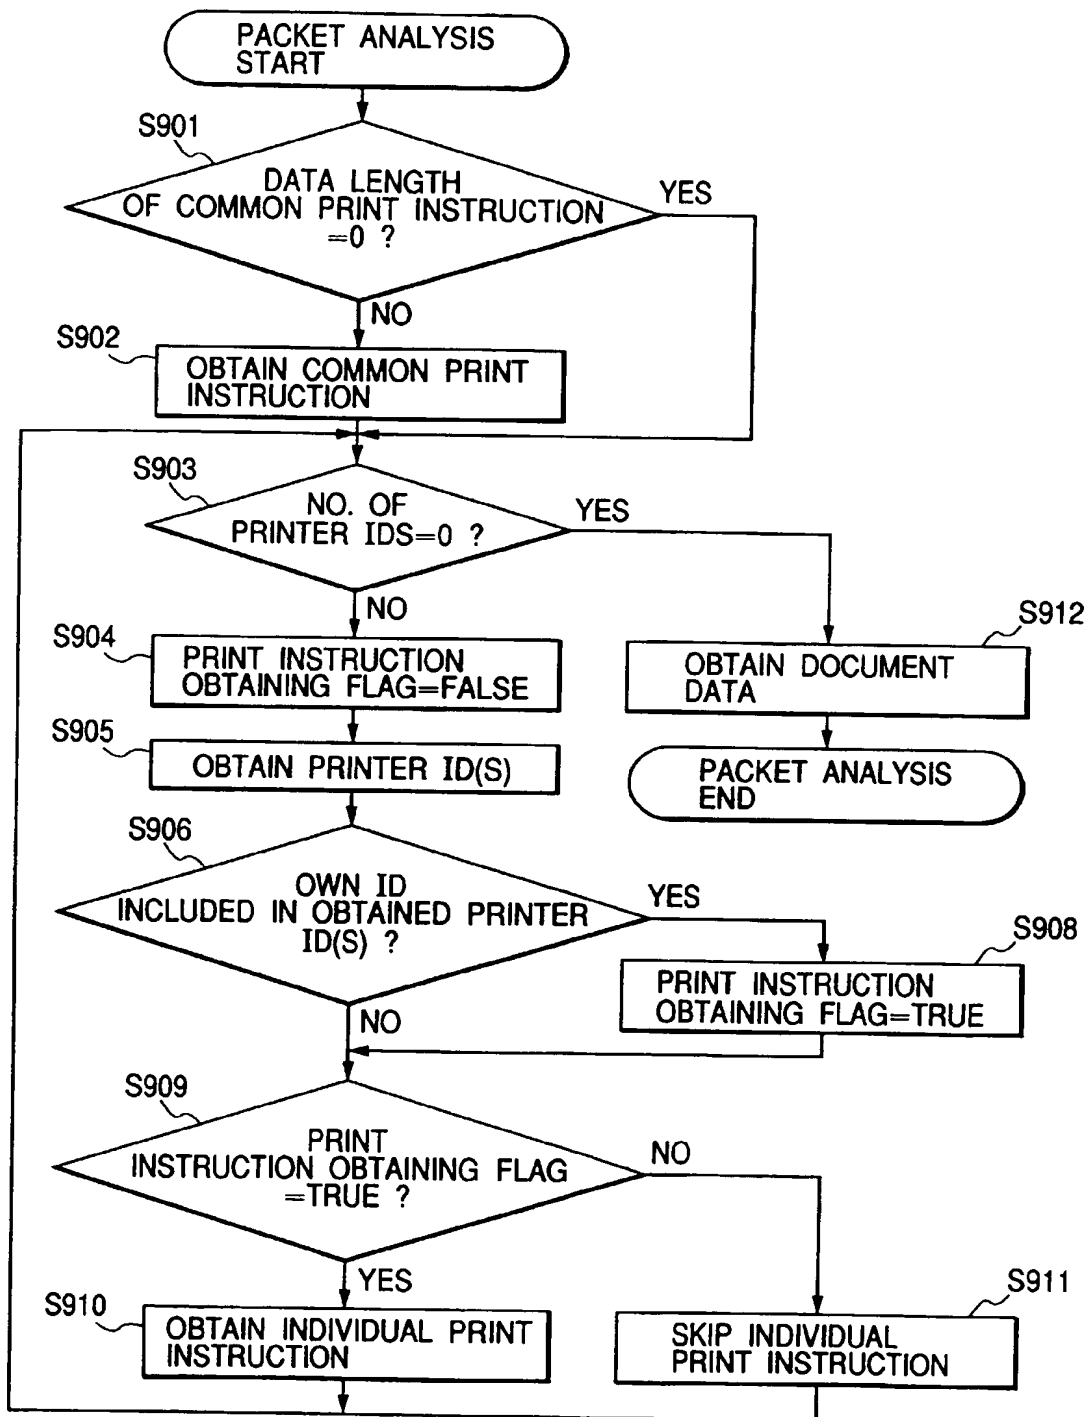 PACKET ANALYSIS
START
S901
DATA LENGTH
OF COMMON PRINT INSTRUCTION
=0 ?
YES
NO
S902
OBTAIN COMMON PRINT
INSTRUCTION
S903
NO. OF
PRINTER IDS=0 ?
YES
NO
S904
PRINT INSTRUCTION
OBTAINING FLAG=FALSE
S912
OBTAIN DOCUMENT
DATA
S905
OBTAIN PRINTER ID(S)
PACKET ANALYSIS
END
S906
OWN ID
INCLUDED IN OBTAINED PRINTER
ID(S) ?
YES
NO
S908
PRINT INSTRUCTION
OBTAINING FLAG=TRUE
S909
PRINT
INSTRUCTION OBTAINING FLAG
=TRUE ?
NO
YES
S910
OBTAIN INDIVIDUAL PRINT
INSTRUCTION
S911
SKIP INDIVIDUAL
PRINT INSTRUCTION